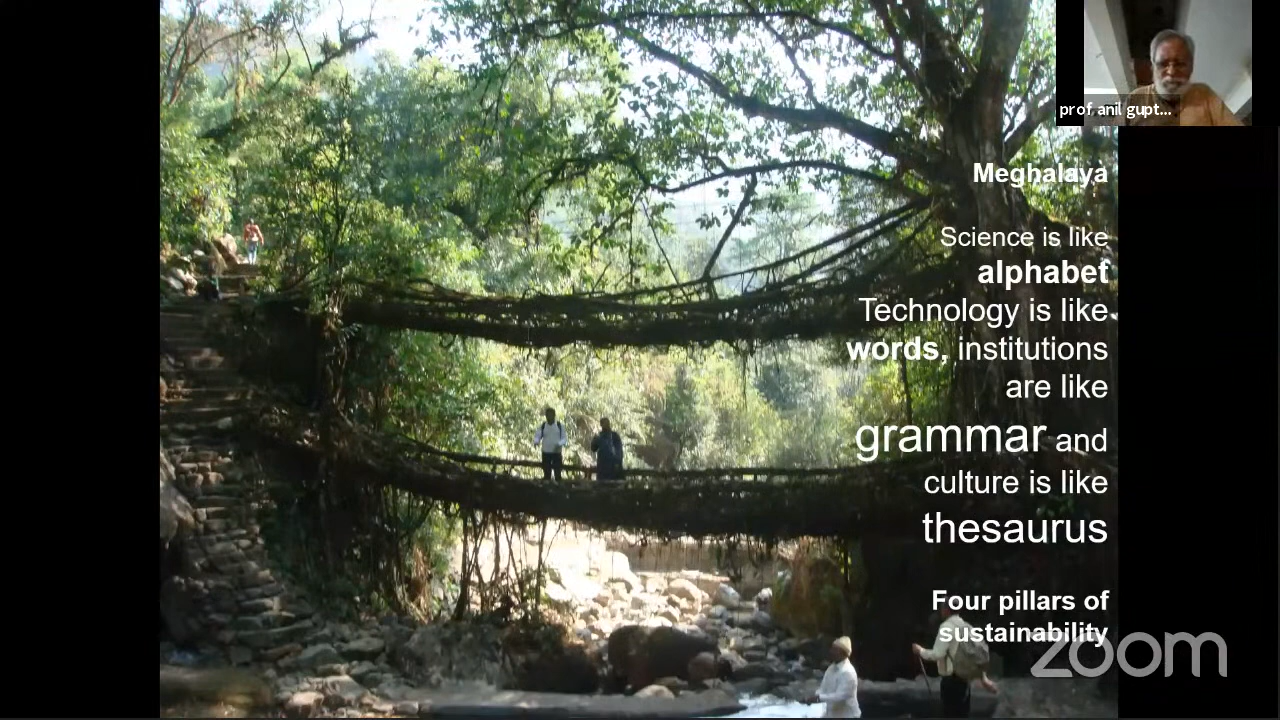 prof anil gupt...
Meghalaya
Science is like
alphabet
Technology is like
words, institutions
are like
grammar and
culture is like
thesaurus
Four pillars of
sustainability
zoom